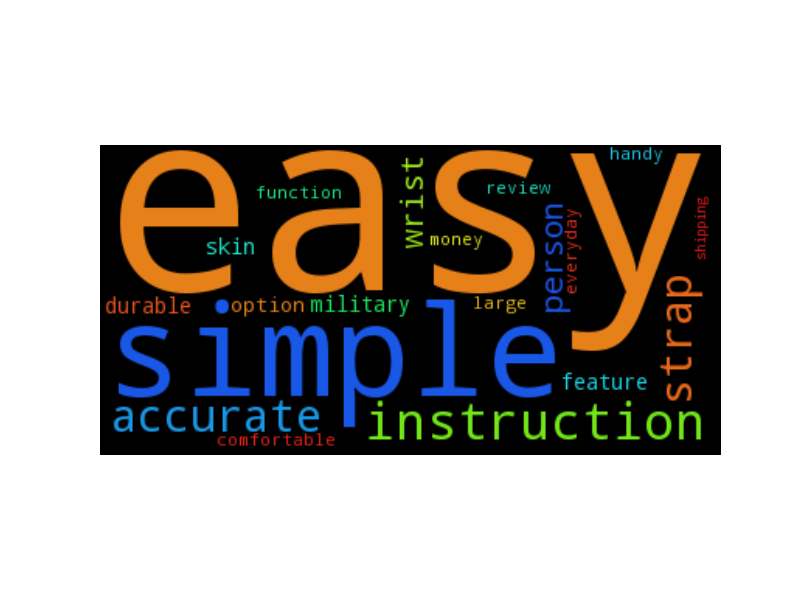 easy
handy
wrist
function
review
skin
money
person
everyday
shipping
durable
option
military
large
strap
simple
feature
accurate
instruction
comfortable